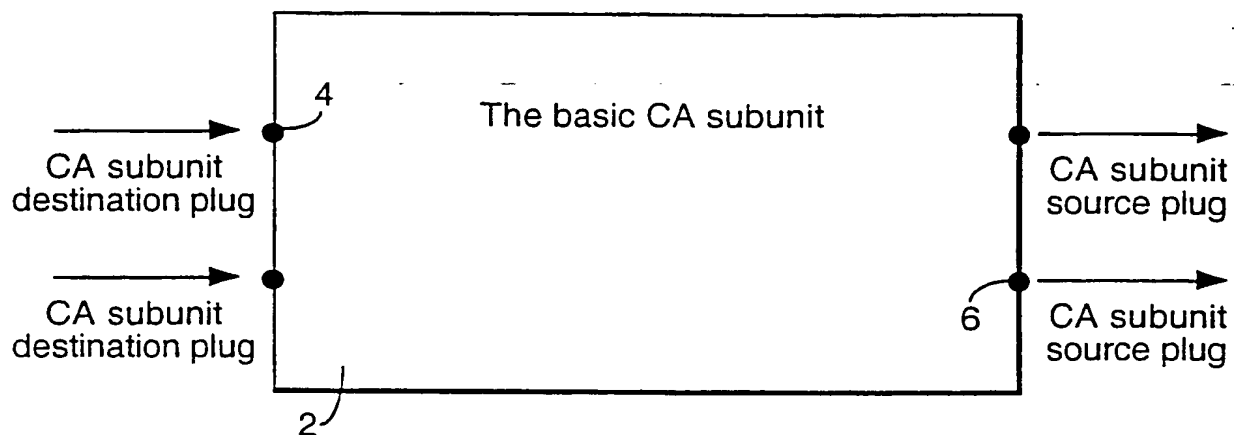 4
The basic CA subunit
CA subunit
destination plug
CA subunit
source plug
CA subunit
destination plug
6
CA subunit
source plug
2